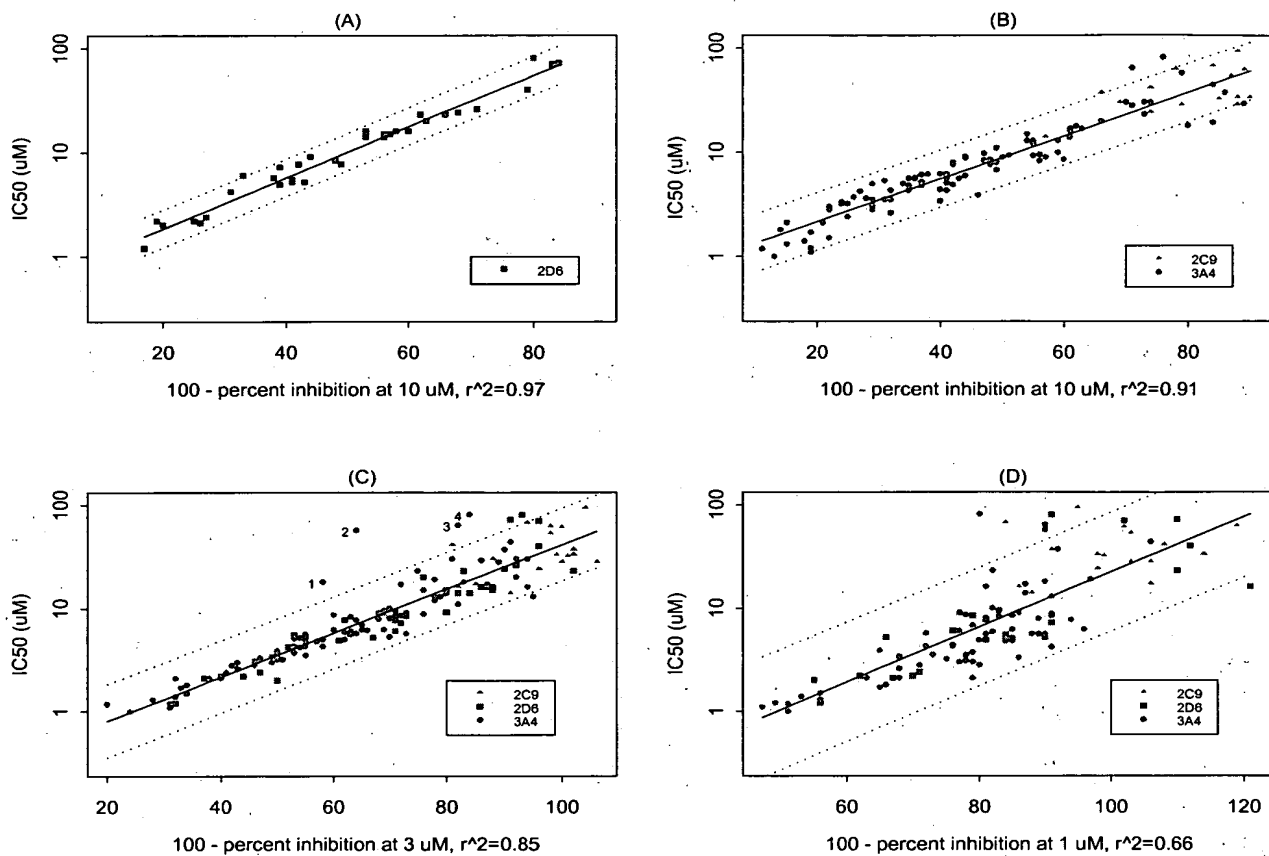 (A)
IC50 (uM)
100
10
1
2D6
20
40
60
80
100 - percent inhibition at 10 uM, r^2=0.97
(B)
IC50 (uM)
100
10
1
2C9
3A4
20
40
60
80
100 - percent inhibition at 10 uM, r^2=0.91
(C)
IC50 (uM)
100
10
1
1
2
3
4
2C9
2D6
3A4
20
40
60
80
100
100 - percent inhibition at 3 uM, r^2=0.85
(D)
IC50 (uM)
100
10
1
2C9
2D6
3A4
60
80
100
120
100 - percent inhibition at 1 uM, r^2=0.66